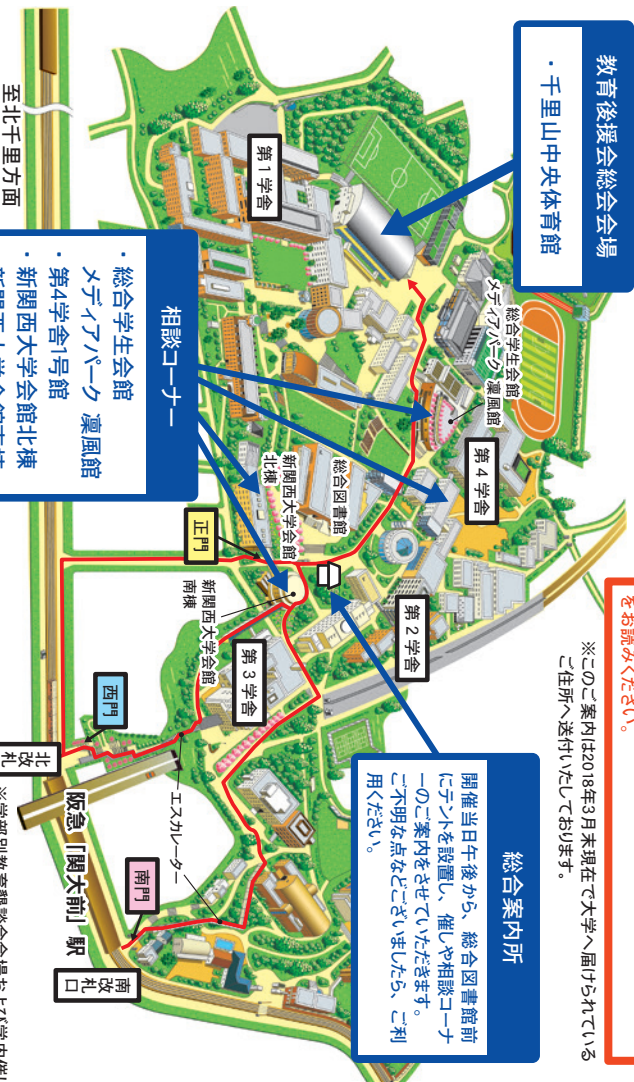 をお読みください。
※このご案内は2018年3月末現在で大学へ届けられている
ご住所へ送付いたしております。
教育後援会総会会場
・千里山中央体育館
総合案内所
開催当日午後から、総合図書館前
にテントを設置し、催しや相談コーナ
ーのご案内をさせていただきます。
ご不明な点などございましたら、ご利
用ください。
相談コーナー
・総合学生会館
メディアパーク 凜風館
・第4学舎1号館
・新関西大学会館北棟
・新関西大学会館南棟
第1学舎
総合学生会館
メディアパーク 凜風館
第4学舎
総合図書館
新関西大学会館
北棟
正門
新関西大学会館
南棟
第2学舎
第3学舎
西門
エスカレーター
南門
北改札
阪急「関大前」駅
南改札口
至北千里方面